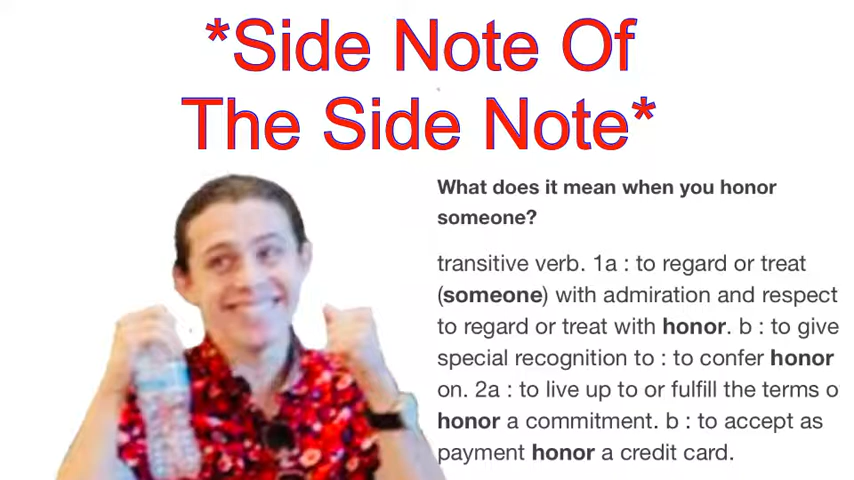 *Side Note Of
The Side Note*
What does it mean when you honor
someone?
transitive verb. 1a : to regard or treat
(someone) with admiration and respect
to regard or treat with honor. b : to give
special recognition to : to confer honor
on. 2a : to live up to or fulfill the terms o
honor a commitment. b : to accept as
payment honor a credit card.